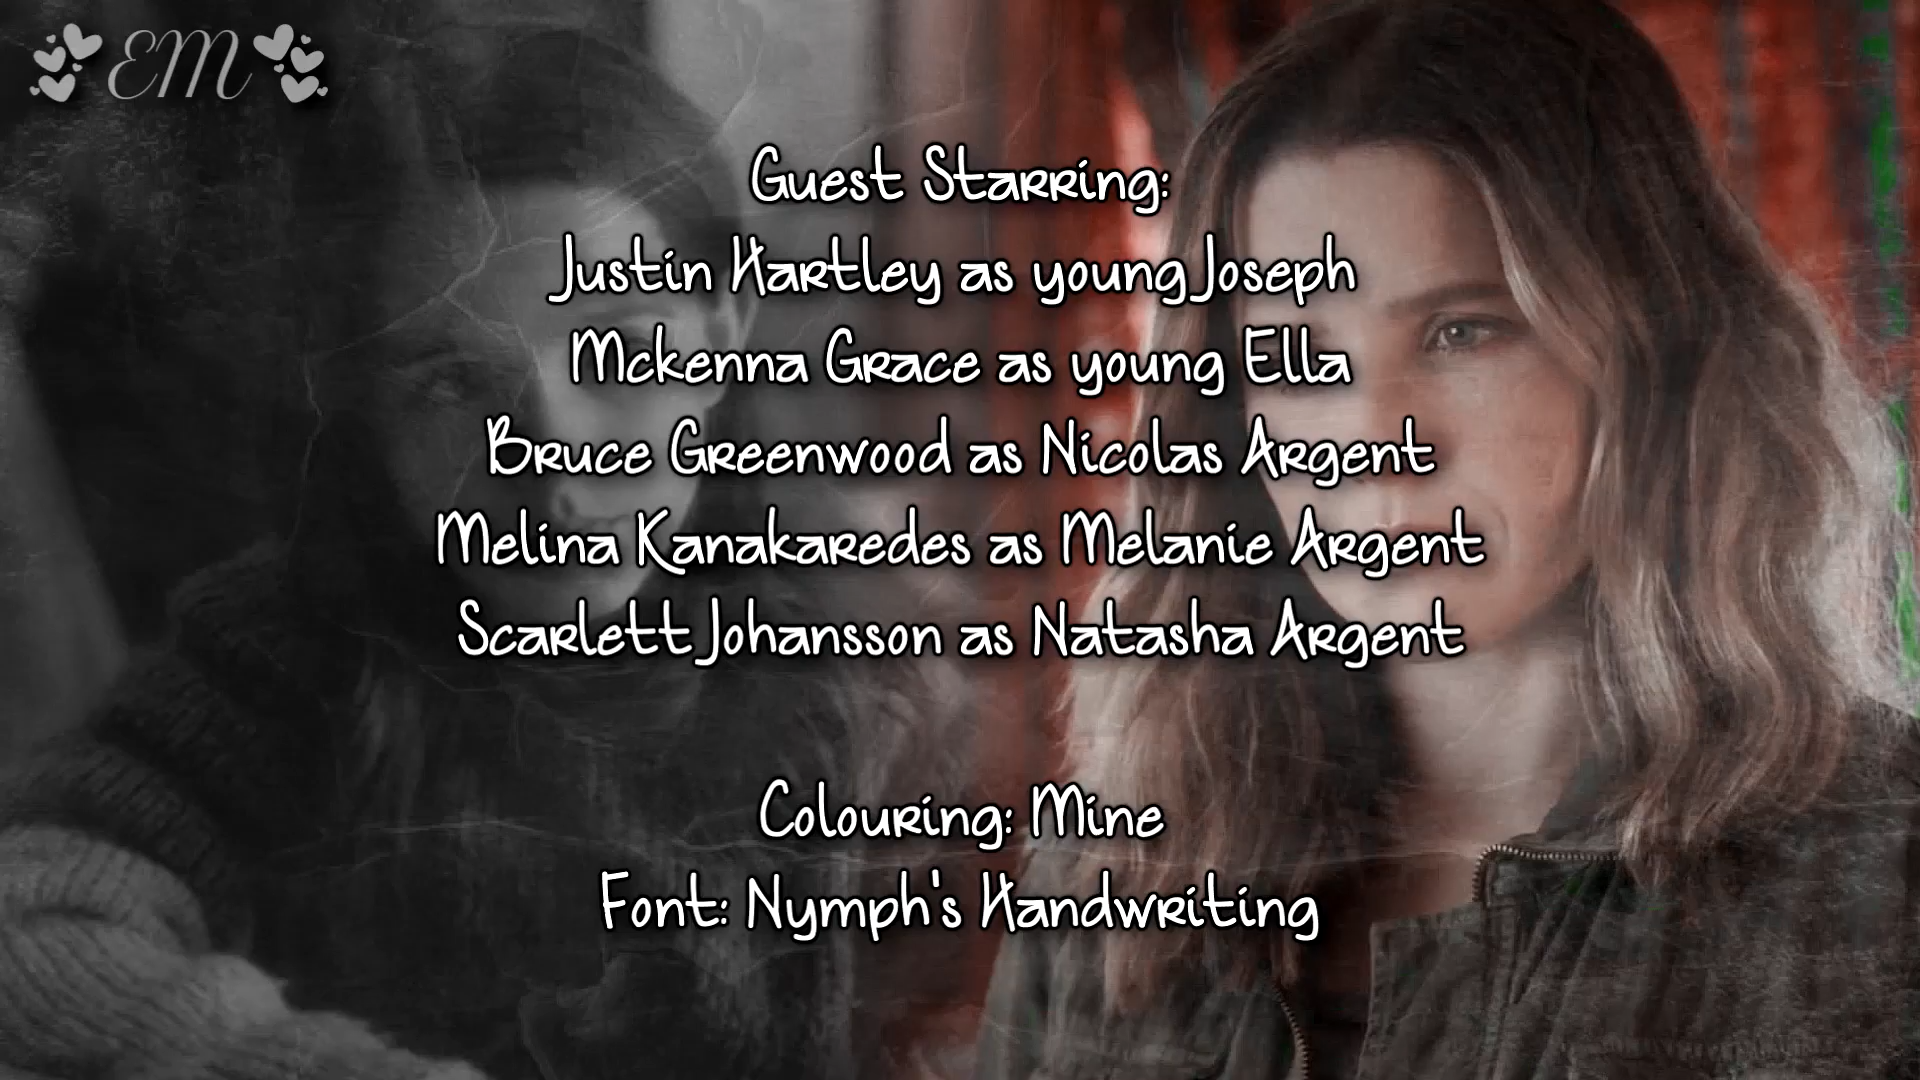 EM
Guest Starring:
Justin Hartley as young Joseph
Mckenna Grace as young Ella
Bruce Greenwood as Nicolas Argent
Melina Kanakaredes as Melanie Argent
Scarlett Johansson as Natasha Argent
Colouring: Mine
Font: Nymph's Handwriting